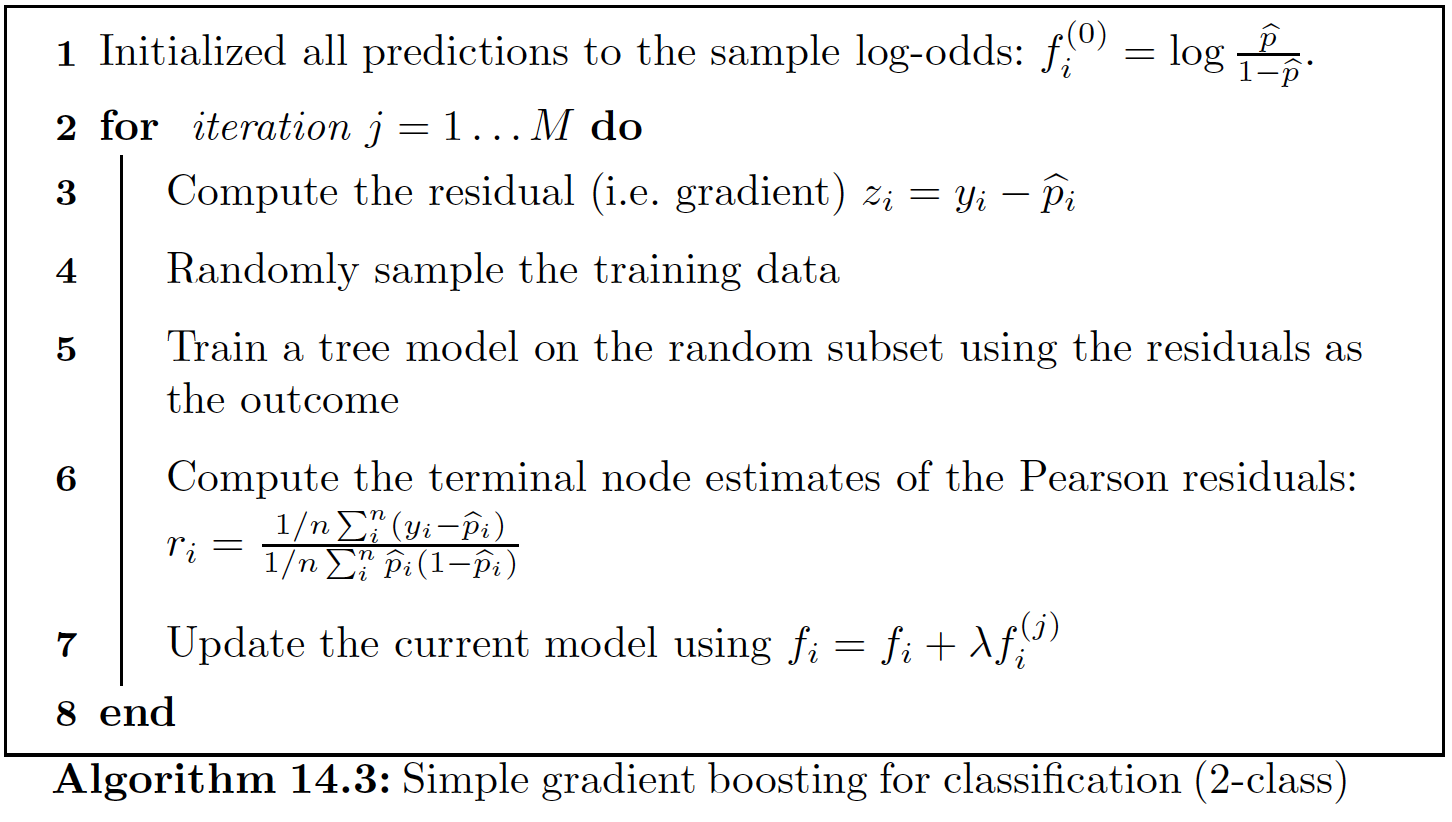 1 Initialized all predictions to the sample log-odds: $f_i^{(0)} = \log \frac{\widehat{p}}{1-\widehat{p}}$.
2 for iteration $j = 1 \ldots M$ do
3 Compute the residual (i.e. gradient) $z_i = y_i - \widehat{p}_i$
4 Randomly sample the training data
5 Train a tree model on the random subset using the residuals as
the outcome
6 Compute the terminal node estimates of the Pearson residuals:
$r_i = \frac{1/n \sum_i^n (y_i - \widehat{p}_i)}{1/n \sum_i^n \widehat{p}_i (1 - \widehat{p}_i)}$
7 Update the current model using $f_i = f_i + \lambda f_i^{(j)}$
8 end
Algorithm 14.3: Simple gradient boosting for classification (2-class)